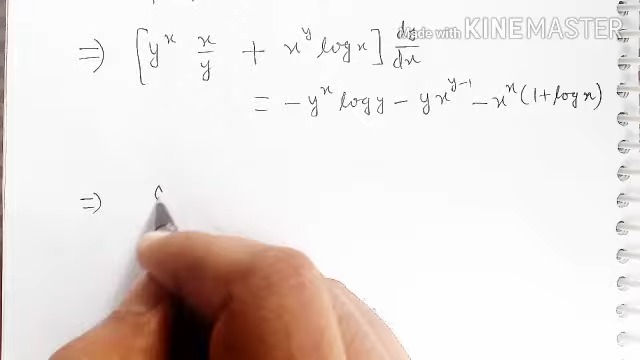 Made with KINEMASTER
⇒ [y^x x/y + x^y log x] dy/dx
= - y^x log y - y x^(y-1) - x^x (1 + log x)
⇒